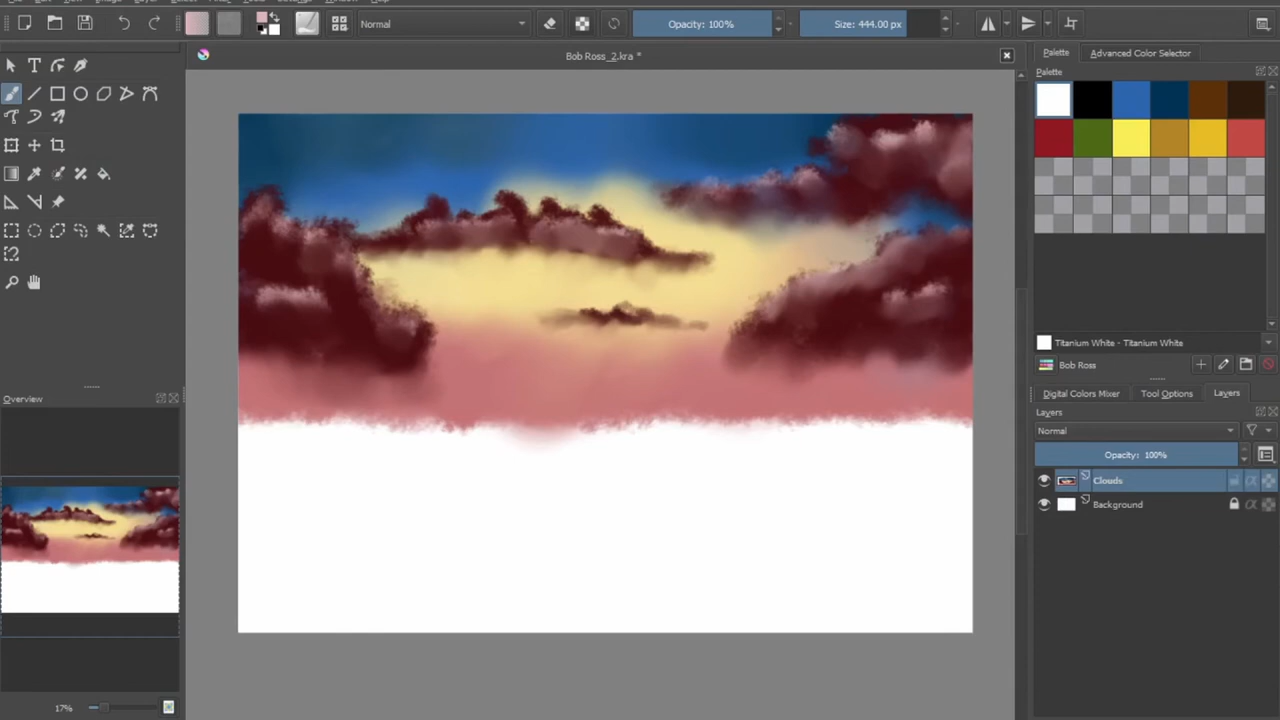 Normal
Opacity: 100%
Size: 444.00 px
Bob Ross_2.kra *
Palette
Advanced Color Selector
Palette
Titanium White - Titanium White
Bob Ross
Digital Colors Mixer
Tool Options
Layers
Layers
Normal
Opacity: 100%
Clouds
Background
Overview
17%